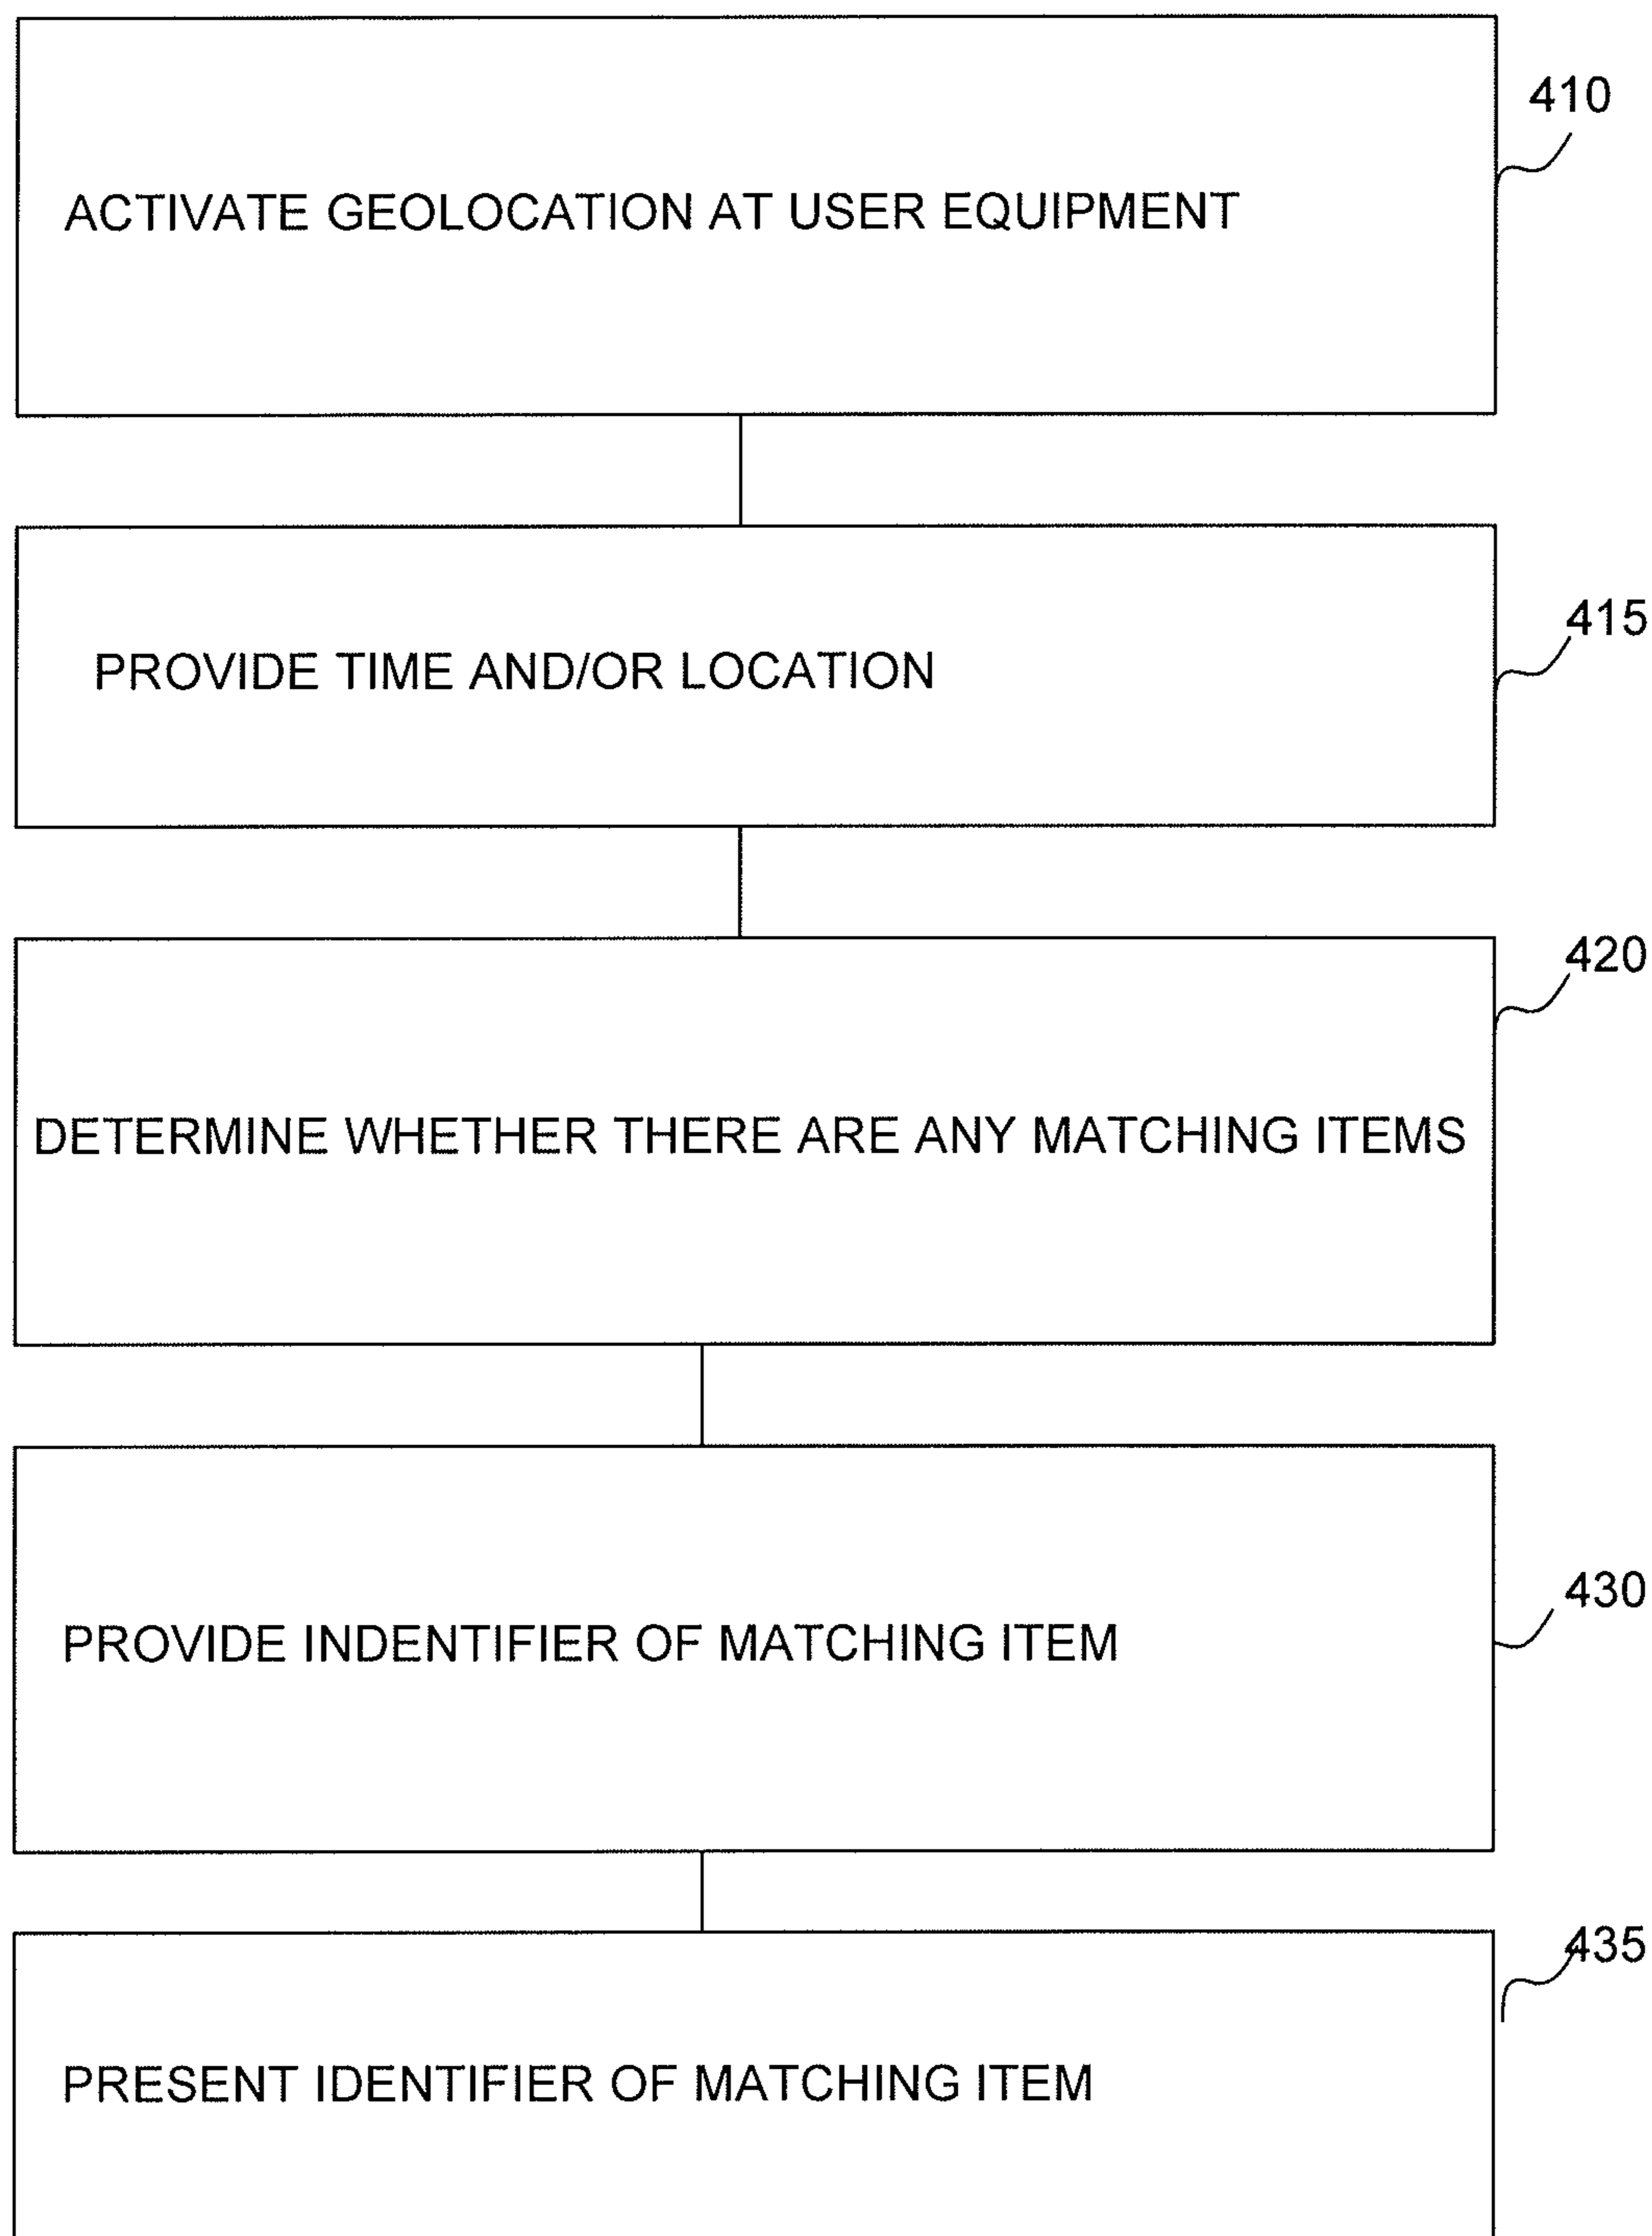 410
ACTIVATE GEOLOCATION AT USER EQUIPMENT
415
PROVIDE TIME AND/OR LOCATION
420
DETERMINE WHETHER THERE ARE ANY MATCHING ITEMS
430
PROVIDE INDENTIFIER OF MATCHING ITEM
435
PRESENT IDENTIFIER OF MATCHING ITEM